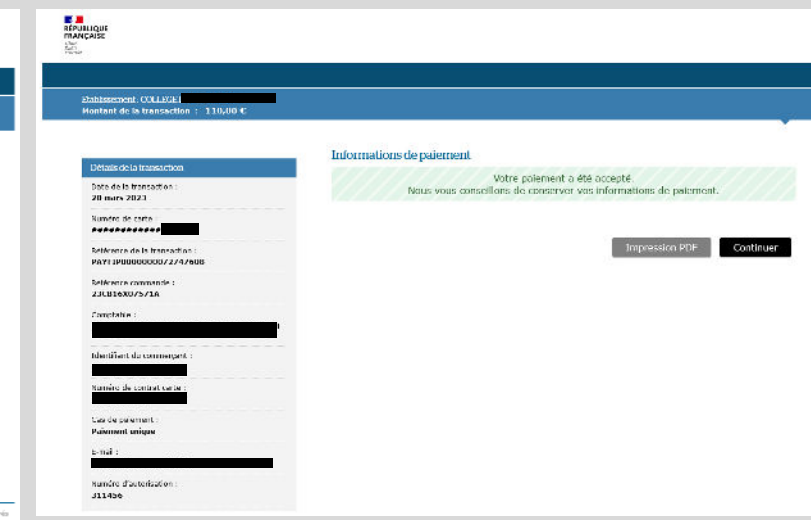 RÉPUBLIQUE
FRANÇAISE
Etablissement: COLLEGE
Montant de la transaction : 110,00 €
Informations de paiement
Votre paiement a été accepté.
Nous vous conseillons de conserver vos informations de paiement.
Impression PDF
Continuer
Détails de la transaction
Date de la transaction :
20 mars 2023
Numéro de carte :
############
Référence de la transaction :
Référence commande :
Comptable :
Identifiant du commerçant :
Numéro de contrat carte :
Cas de paiement :
Paiement unique
E-mail :
Numéro d'autorisation :
311456